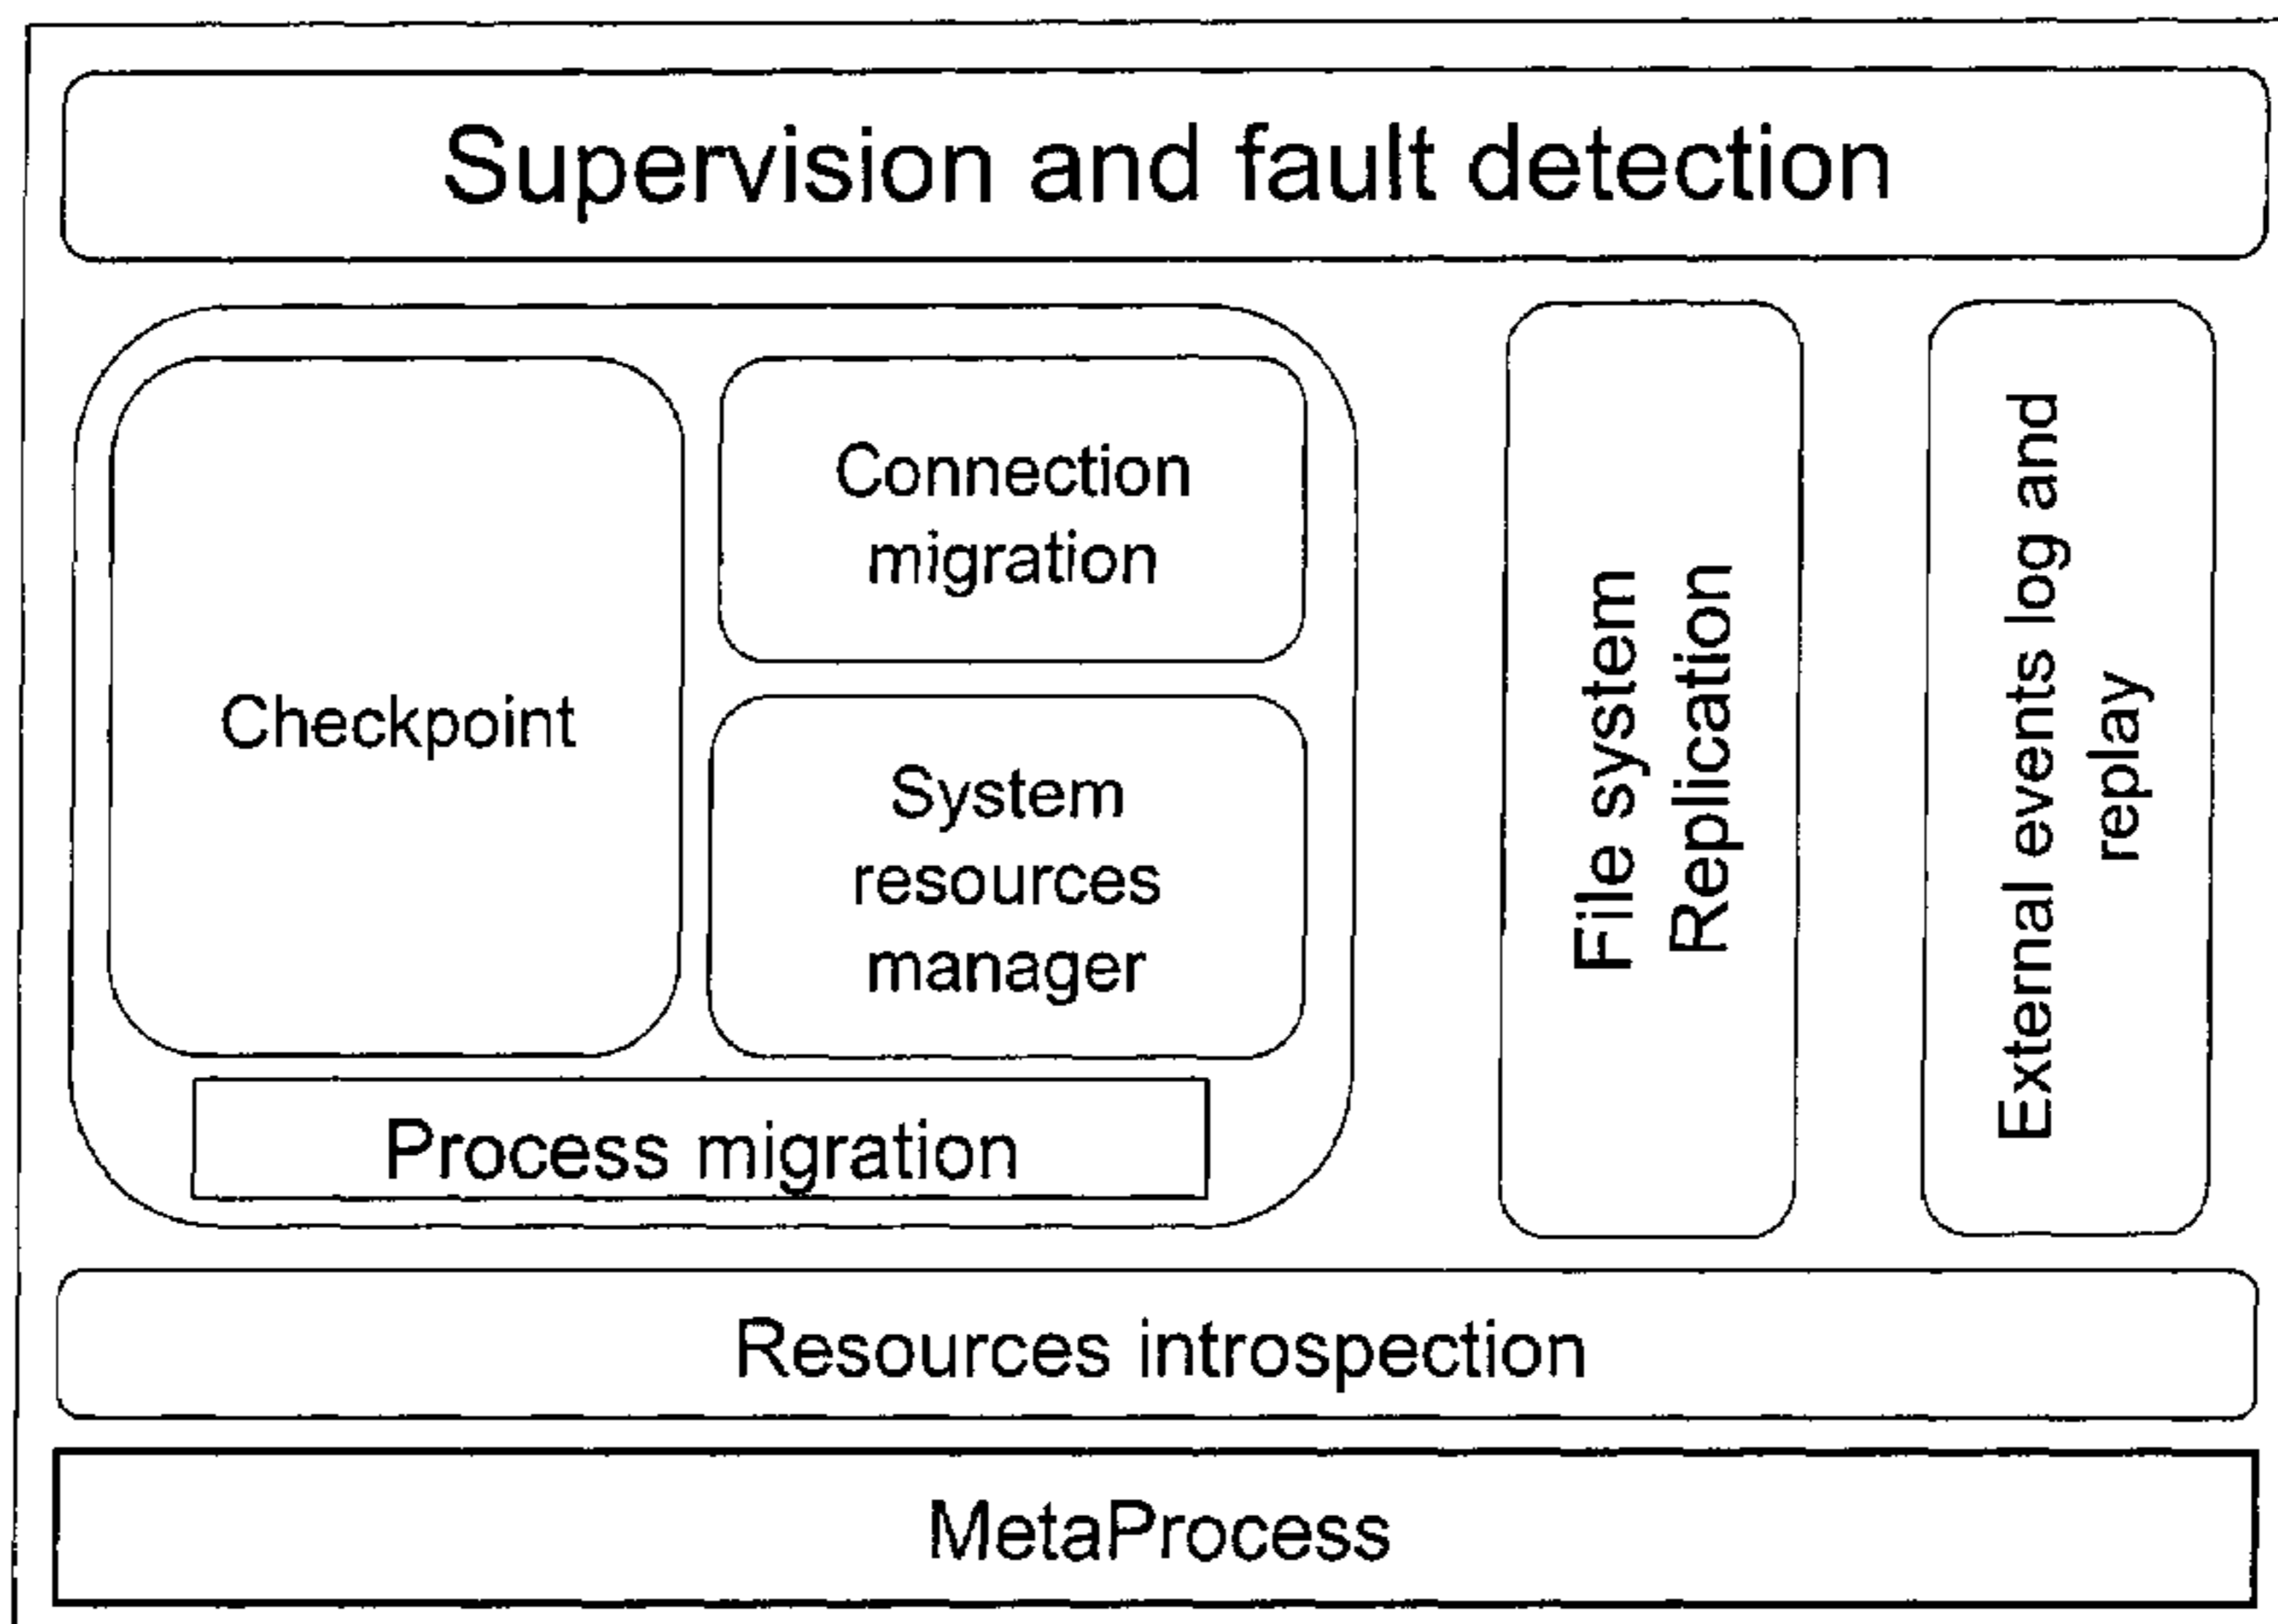 Supervision and fault detection
Checkpoint
Connection
migration
System
resources
manager
Process migration
File system
Replication
External events log and
replay
Resources introspection
MetaProcess